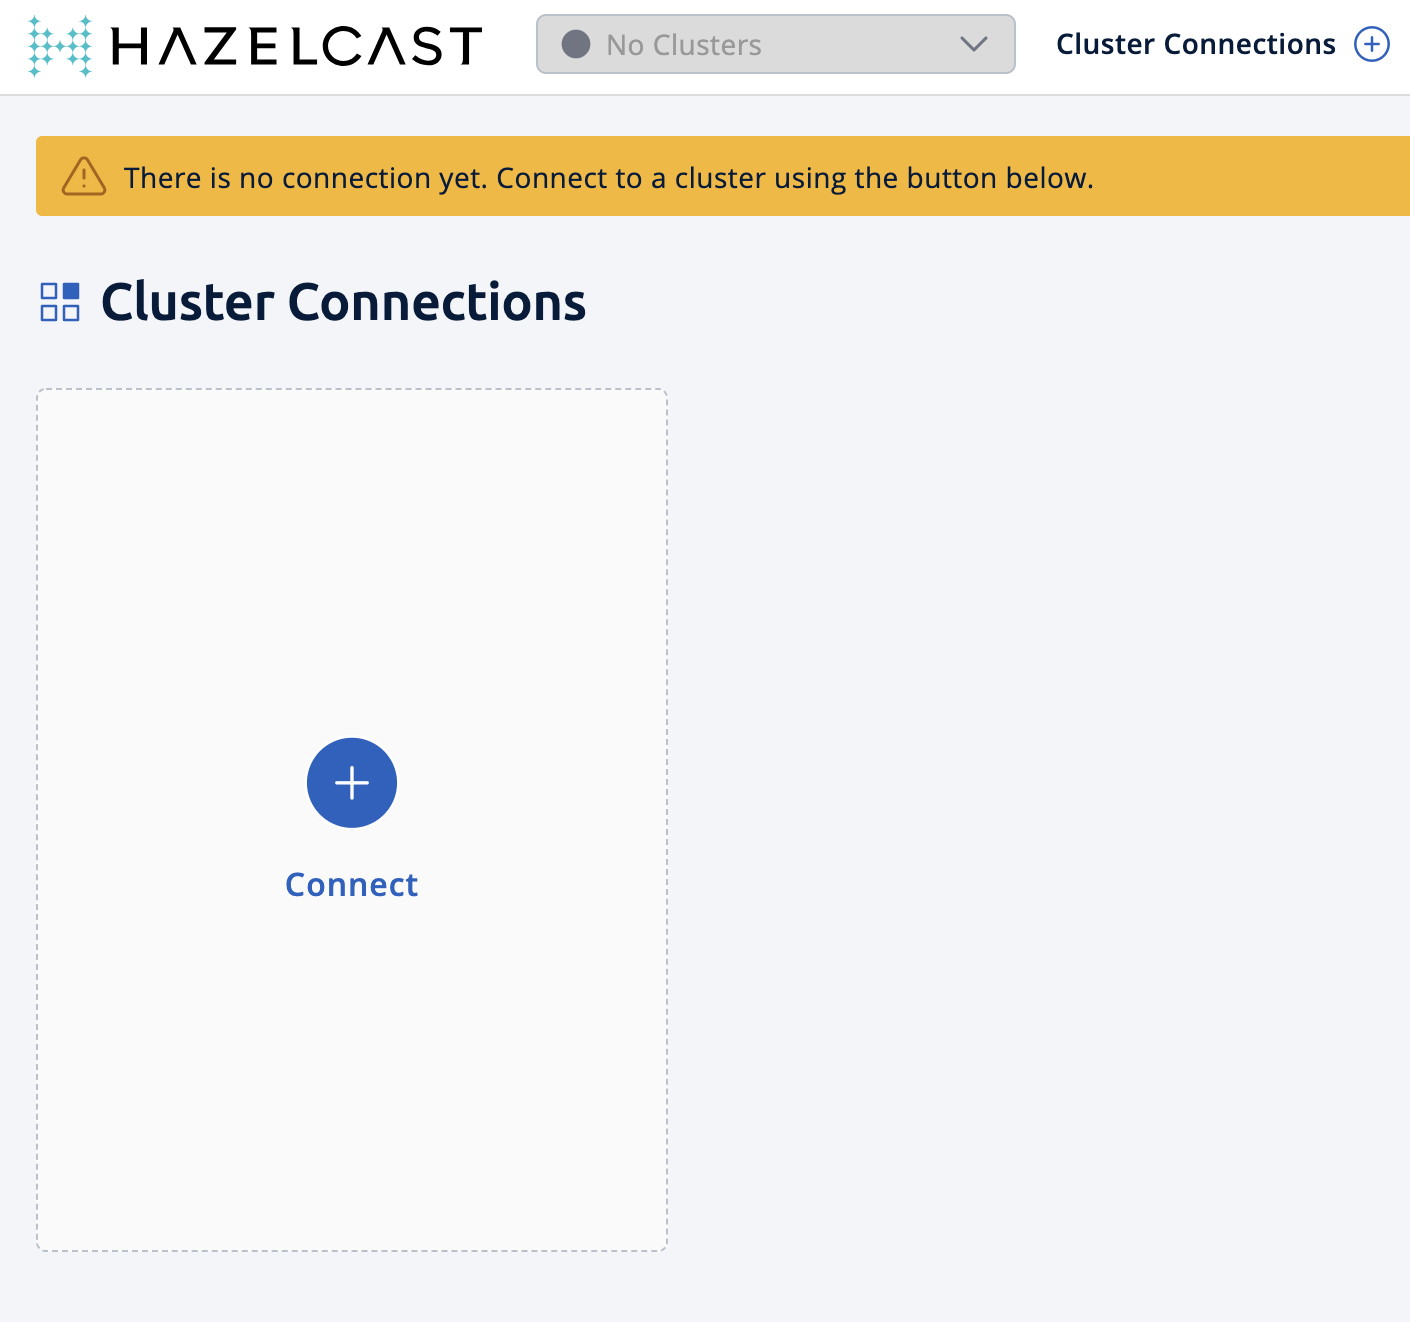 HAZELCAST
No Clusters
Cluster Connections
There is no connection yet. Connect to a cluster using the button below.
Cluster Connections
Connect